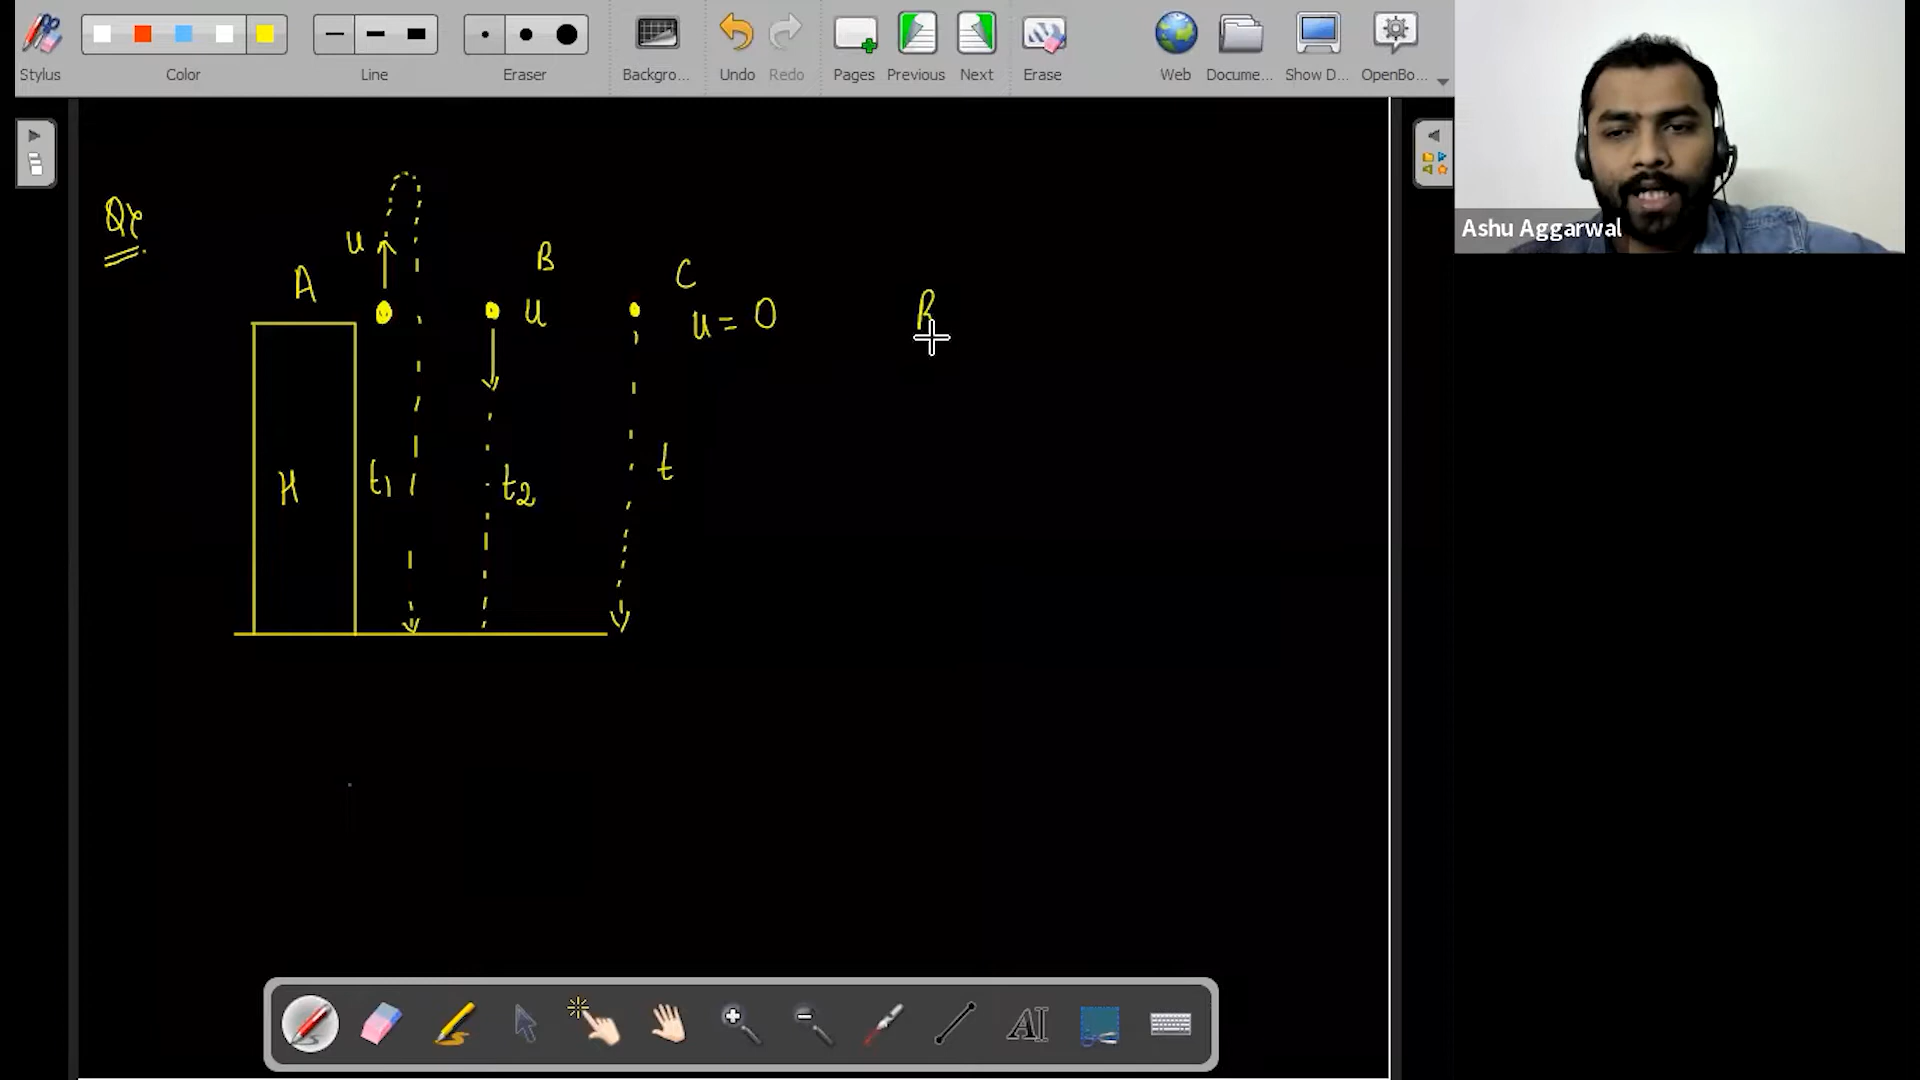 Stylus
Color
Line
Eraser
Backgro...
Undo
Redo
Pages
Previous
Next
Erase
Web
Docume...
Show D...
OpenBo...
Ashu Aggarwal
u
B
A
C
u
u = 0
R
H
t1
t2
t
AI